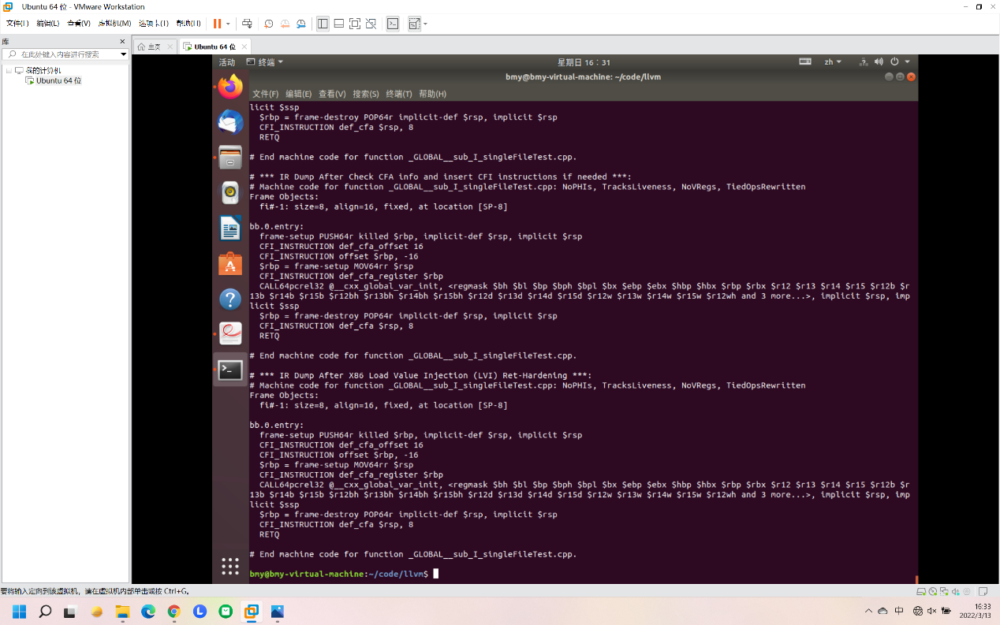 Ubuntu 64 位 - VMware Workstation
文件(F) 编辑(E) 查看(V) 虚拟机(M) 选项卡(T) 帮助(H)
库
在此处键入内容进行搜索
我的计算机
Ubuntu 64 位
主页
Ubuntu 64 位
活动 终端 星期日 16：31 zh
bmy@bmy-virtual-machine: ~/code/llvm
文件(F) 编辑(E) 查看(V) 搜索(S) 终端(T) 帮助(H)
licit $ssp
$rbp = frame-destroy POP64r implicit-def $rsp, implicit $rsp
CFI_INSTRUCTION def_cfa $rsp, 8
RETQ
# End machine code for function _GLOBAL__sub_I_singleFileTest.cpp.
# *** IR Dump After Check CFA info and insert CFI instructions if needed ***:
# Machine code for function _GLOBAL__sub_I_singleFileTest.cpp: NoPHIs, TracksLiveness, NoVRegs, TiedOpsRewritten
Frame Objects:
fi#-1: size=8, align=16, fixed, at location [SP-8]
bb.0.entry:
frame-setup PUSH64r killed $rbp, implicit-def $rsp, implicit $rsp
CFI_INSTRUCTION def_cfa_offset 16
CFI_INSTRUCTION offset $rbp, -16
$rbp = frame-setup MOV64rr $rsp
CFI_INSTRUCTION def_cfa_register $rbp
CALL64pcrel32 @__cxx_global_var_init, <regmask $bh $bl $bp $bph $bpl $bx $ebp $ebx $hbp $hbx $rbp $rbx $r12 $r13 $r14 $r15 $r12b $r
13b $r14b $r15b $r12bh $r13bh $r14bh $r15bh $r12d $r13d $r14d $r15d $r12w $r13w $r14w $r15w $r12wh and 3 more...>, implicit $rsp, imp
licit $ssp
$rbp = frame-destroy POP64r implicit-def $rsp, implicit $rsp
CFI_INSTRUCTION def_cfa $rsp, 8
RETQ
# End machine code for function _GLOBAL__sub_I_singleFileTest.cpp.
# *** IR Dump After X86 Load Value Injection (LVI) Ret-Hardening ***:
# Machine code for function _GLOBAL__sub_I_singleFileTest.cpp: NoPHIs, TracksLiveness, NoVRegs, TiedOpsRewritten
Frame Objects:
fi#-1: size=8, align=16, fixed, at location [SP-8]
bb.0.entry:
frame-setup PUSH64r killed $rbp, implicit-def $rsp, implicit $rsp
CFI_INSTRUCTION def_cfa_offset 16
CFI_INSTRUCTION offset $rbp, -16
$rbp = frame-setup MOV64rr $rsp
CFI_INSTRUCTION def_cfa_register $rbp
CALL64pcrel32 @__cxx_global_var_init, <regmask $bh $bl $bp $bph $bpl $bx $ebp $ebx $hbp $hbx $rbp $rbx $r12 $r13 $r14 $r15 $r12b $r
13b $r14b $r15b $r12bh $r13bh $r14bh $r15bh $r12d $r13d $r14d $r15d $r12w $r13w $r14w $r15w $r12wh and 3 more...>, implicit $rsp, imp
licit $ssp
$rbp = frame-destroy POP64r implicit-def $rsp, implicit $rsp
CFI_INSTRUCTION def_cfa $rsp, 8
RETQ
# End machine code for function _GLOBAL__sub_I_singleFileTest.cpp.
bmy@bmy-virtual-machine:~/code/llvm$
要将输入定向到该虚拟机，请在虚拟机内部单击或按 Ctrl+G。
中
16:33
2022/3/13